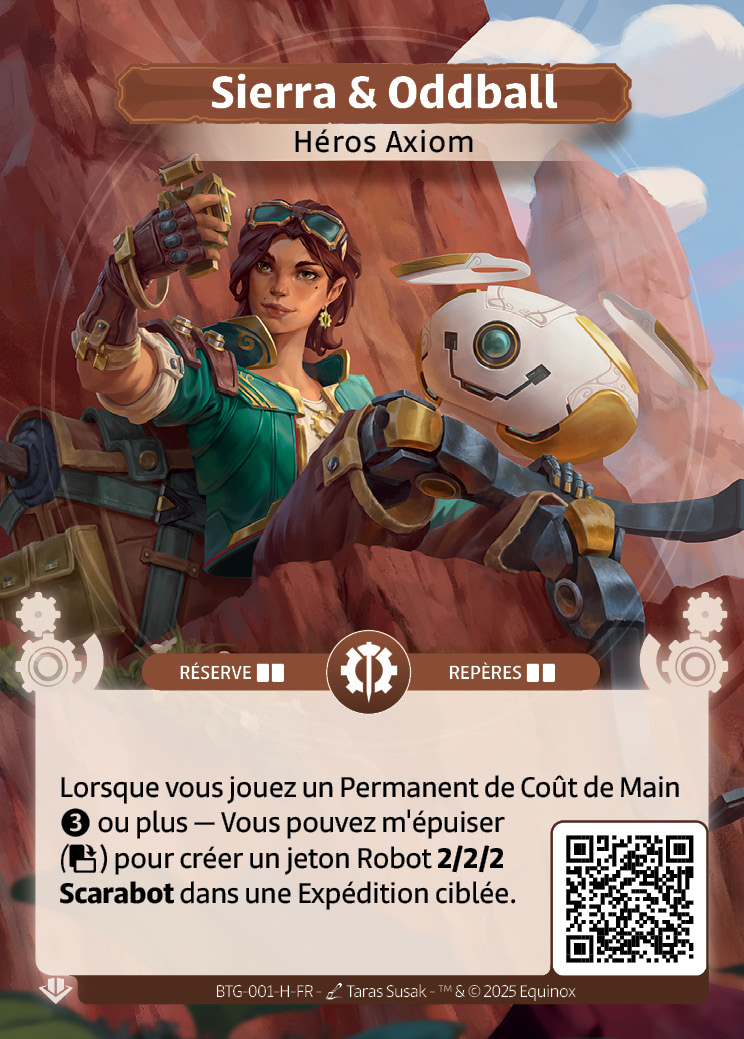 Sierra & Oddball
Héros Axiom
RÉSERVE
REPÈRES
Lorsque vous jouez un Permanent de Coût de Main
3 ou plus — Vous pouvez m'épuiser
() pour créer un jeton Robot 2/2/2
Scarabot dans une Expédition ciblée.
BTG-001-H-FR - Taras Susak - ™ & © 2025 Equinox